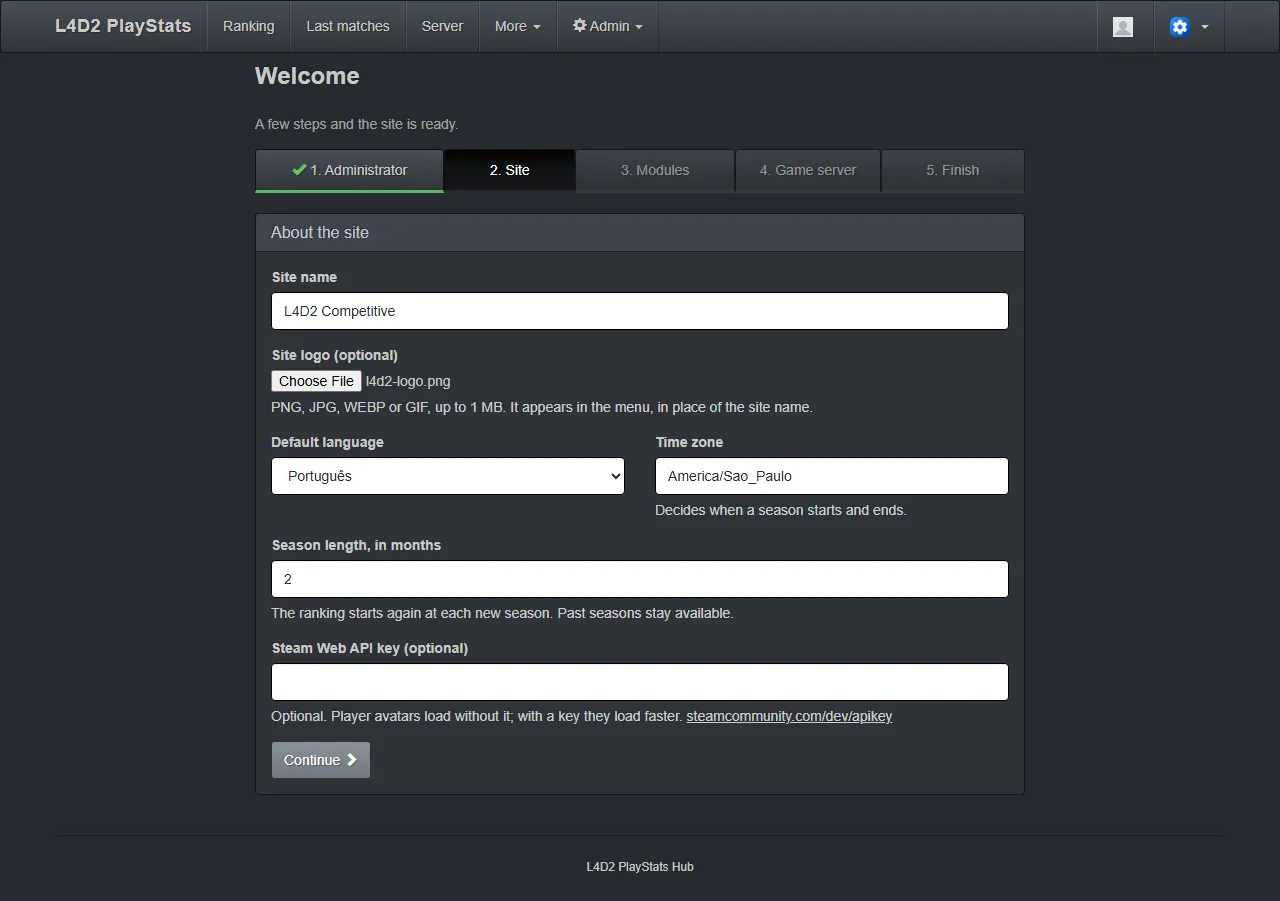 L4D2 PlayStats Ranking Last matches Server More Admin
Welcome
A few steps and the site is ready.
1. Administrator 2. Site 3. Modules 4. Game server 5. Finish
About the site
Site name
L4D2 Competitive
Site logo (optional)
Choose File l4d2-logo.png
PNG, JPG, WEBP or GIF, up to 1 MB. It appears in the menu, in place of the site name.
Default language Time zone
Português America/Sao_Paulo
Decides when a season starts and ends.
Season length, in months
2
The ranking starts again at each new season. Past seasons stay available.
Steam Web API key (optional)
Optional. Player avatars load without it; with a key they load faster. steamcommunity.com/dev/apikey
Continue
L4D2 PlayStats Hub